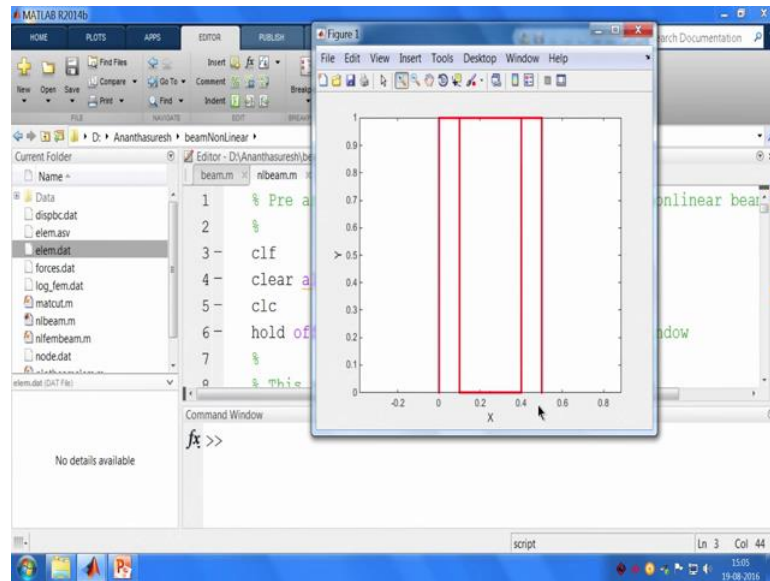 MATLAB R2014b
HOME PLOTS APPS EDITOR PUBLISH
Figure 1
File Edit View Insert Tools Desktop Window Help
arch Documentation
New Open Save
Find Files
Compare
Print
Go To
Find
Insert
Comment
Indent
Breakp
FILE NAVIGATE EDIT
D: Ananthasuresh beamNonLinear
Current Folder
Name
Data
dispbc.dat
elem.asv
elem.dat
forces.dat
log_fem.dat
matcut.m
nlbeam.m
nlfembeam.m
node.dat
elem.dat (DAT File)
No details available
Editor - D:\Ananthasuresh\be
beam.m nlbeam.m
1 % Pre a
onlinear beam
2 %
3 - clf
4 - clear a
5 - clc
6 - hold off
ndow
7 %
8 % This
1
0.9
0.8
0.7
0.6
Y 0.5
0.4
0.3
0.2
0.1
0
-0.2 0 0.2 0.4 0.6 0.8
X
Command Window
fx >>
script Ln 3 Col 44
15:05
19-08-2016